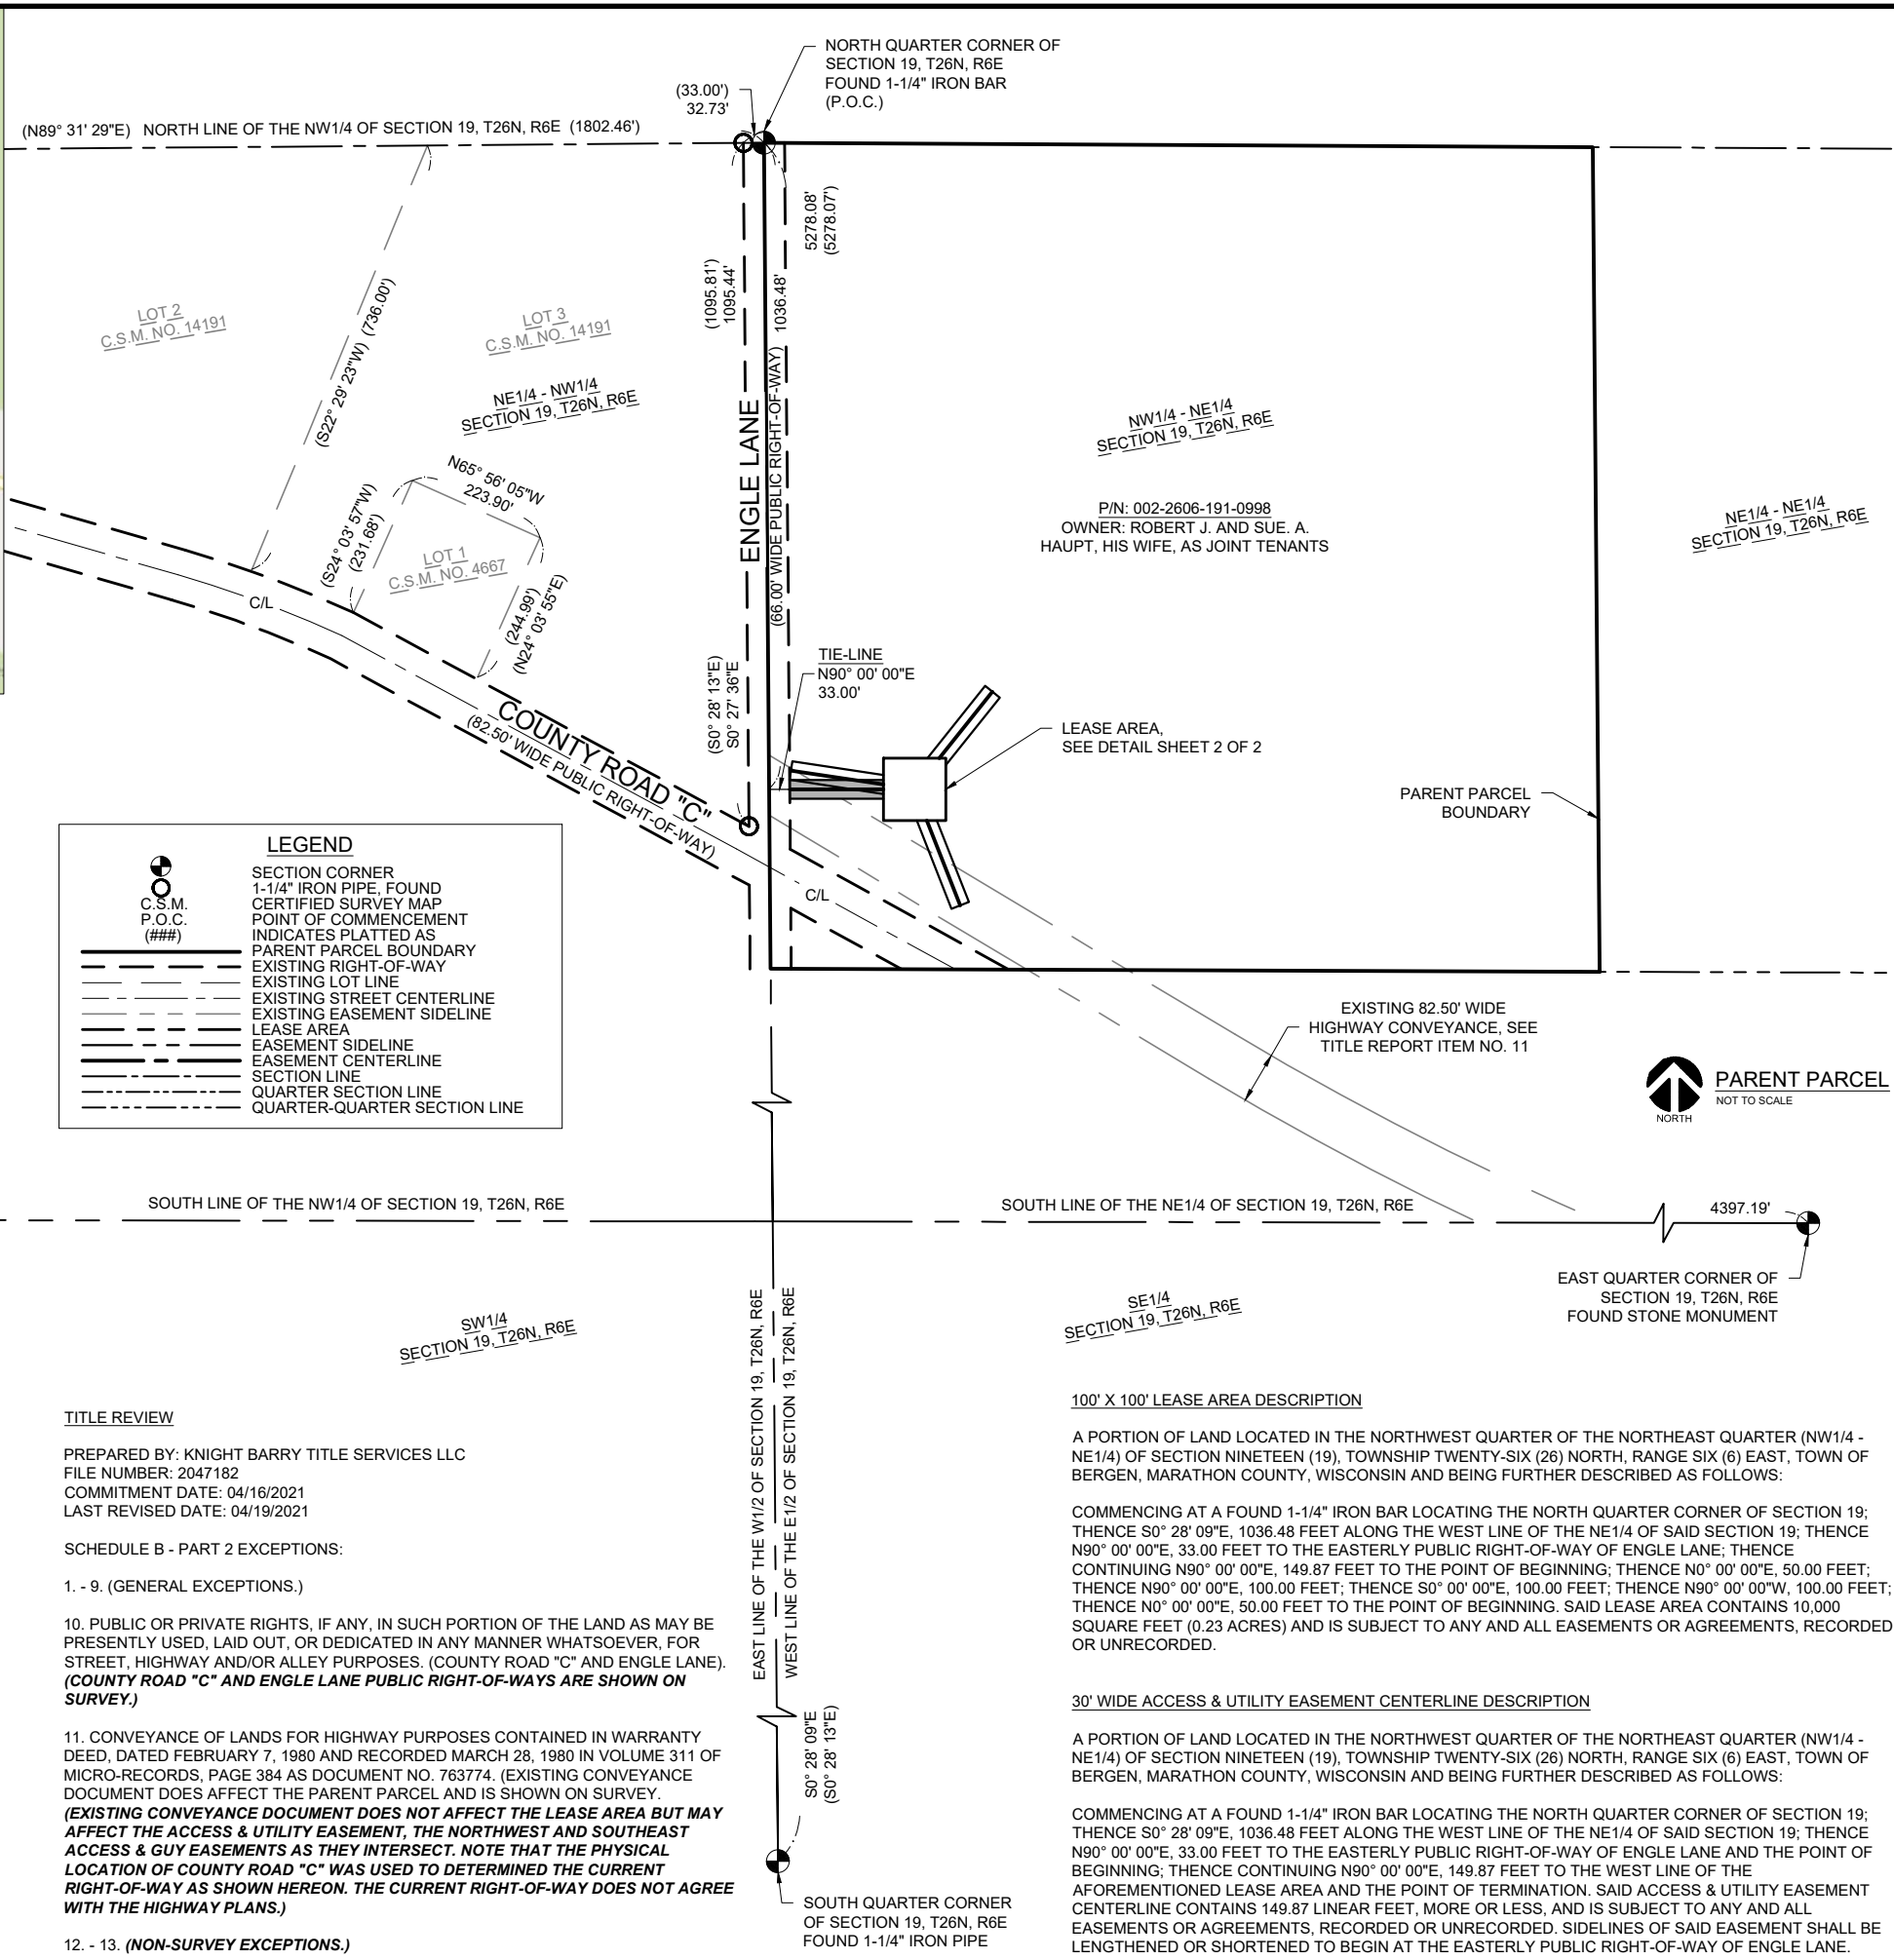 NORTH QUARTER CORNER OF
SECTION 19, T26N, R6E
FOUND 1-1/4" IRON BAR
(P.O.C.)
(33.00')
32.73'
(N89° 31' 29"E) NORTH LINE OF THE NW1/4 OF SECTION 19, T26N, R6E (1802.46')
5278.08'
(5278.07')
(1095.81')
1095.44'
1036.48'
LOT 2
C.S.M. NO. 14191
(S22° 29' 23"W) (736.00')
LOT 3
C.S.M. NO. 14191
NE1/4 - NW1/4
SECTION 19, T26N, R6E
ENGLE LANE
(66.00' WIDE PUBLIC RIGHT-OF-WAY)
NW1/4 - NE1/4
SECTION 19, T26N, R6E
P/N: 002-2606-191-0998
OWNER: ROBERT J. AND SUE. A.
HAUPT, HIS WIFE, AS JOINT TENANTS
NE1/4 - NE1/4
SECTION 19, T26N, R6E
N65° 56' 05"W
223.90'
(S24° 03' 57"W)
(231.68')
LOT 1
C.S.M. NO. 4667
(244.99')
(N24° 03' 55"E)
C/L
(S0° 28' 13"E)
S0° 27' 36"E
TIE-LINE
N90° 00' 00"E
33.00'
COUNTY ROAD "C"
(82.50' WIDE PUBLIC RIGHT-OF-WAY)
LEASE AREA,
SEE DETAIL SHEET 2 OF 2
PARENT PARCEL
BOUNDARY
C/L
LEGEND
SECTION CORNER
1-1/4" IRON PIPE, FOUND
C.S.M. CERTIFIED SURVEY MAP
P.O.C. POINT OF COMMENCEMENT
(###) INDICATES PLATTED AS
PARENT PARCEL BOUNDARY
EXISTING RIGHT-OF-WAY
EXISTING LOT LINE
EXISTING STREET CENTERLINE
EXISTING EASEMENT SIDELINE
LEASE AREA
EASEMENT SIDELINE
EASEMENT CENTERLINE
SECTION LINE
QUARTER SECTION LINE
QUARTER-QUARTER SECTION LINE
EXISTING 82.50' WIDE
HIGHWAY CONVEYANCE, SEE
TITLE REPORT ITEM NO. 11
NORTH
PARENT PARCEL
NOT TO SCALE
SOUTH LINE OF THE NW1/4 OF SECTION 19, T26N, R6E
SOUTH LINE OF THE NE1/4 OF SECTION 19, T26N, R6E
4397.19'
EAST QUARTER CORNER OF
SECTION 19, T26N, R6E
FOUND STONE MONUMENT
SW1/4
SECTION 19, T26N, R6E
SE1/4
SECTION 19, T26N, R6E
EAST LINE OF THE W1/2 OF SECTION 19, T26N, R6E
WEST LINE OF THE E1/2 OF SECTION 19, T26N, R6E
S0° 28' 09"E
(S0° 28' 13"E)
SOUTH QUARTER CORNER
OF SECTION 19, T26N, R6E
FOUND 1-1/4" IRON PIPE
TITLE REVIEW
PREPARED BY: KNIGHT BARRY TITLE SERVICES LLC
FILE NUMBER: 2047182
COMMITMENT DATE: 04/16/2021
LAST REVISED DATE: 04/19/2021
SCHEDULE B - PART 2 EXCEPTIONS:
1. - 9. (GENERAL EXCEPTIONS.)
10. PUBLIC OR PRIVATE RIGHTS, IF ANY, IN SUCH PORTION OF THE LAND AS MAY BE
PRESENTLY USED, LAID OUT, OR DEDICATED IN ANY MANNER WHATSOEVER, FOR
STREET, HIGHWAY AND/OR ALLEY PURPOSES. (COUNTY ROAD "C" AND ENGLE LANE).
(COUNTY ROAD "C" AND ENGLE LANE PUBLIC RIGHT-OF-WAYS ARE SHOWN ON
SURVEY.)
11. CONVEYANCE OF LANDS FOR HIGHWAY PURPOSES CONTAINED IN WARRANTY
DEED, DATED FEBRUARY 7, 1980 AND RECORDED MARCH 28, 1980 IN VOLUME 311 OF
MICRO-RECORDS, PAGE 384 AS DOCUMENT NO. 763774. (EXISTING CONVEYANCE
DOCUMENT DOES AFFECT THE PARENT PARCEL AND IS SHOWN ON SURVEY.
(EXISTING CONVEYANCE DOCUMENT DOES NOT AFFECT THE LEASE AREA BUT MAY
AFFECT THE ACCESS & UTILITY EASEMENT, THE NORTHWEST AND SOUTHEAST
ACCESS & GUY EASEMENTS AS THEY INTERSECT. NOTE THAT THE PHYSICAL
LOCATION OF COUNTY ROAD "C" WAS USED TO DETERMINED THE CURRENT
RIGHT-OF-WAY AS SHOWN HEREON. THE CURRENT RIGHT-OF-WAY DOES NOT AGREE
WITH THE HIGHWAY PLANS.)
12. - 13. (NON-SURVEY EXCEPTIONS.)
100' X 100' LEASE AREA DESCRIPTION
A PORTION OF LAND LOCATED IN THE NORTHWEST QUARTER OF THE NORTHEAST QUARTER (NW1/4 -
NE1/4) OF SECTION NINETEEN (19), TOWNSHIP TWENTY-SIX (26) NORTH, RANGE SIX (6) EAST, TOWN OF
BERGEN, MARATHON COUNTY, WISCONSIN AND BEING FURTHER DESCRIBED AS FOLLOWS:
COMMENCING AT A FOUND 1-1/4" IRON BAR LOCATING THE NORTH QUARTER CORNER OF SECTION 19;
THENCE S0° 28' 09"E, 1036.48 FEET ALONG THE WEST LINE OF THE NE1/4 OF SAID SECTION 19; THENCE
N90° 00' 00"E, 33.00 FEET TO THE EASTERLY PUBLIC RIGHT-OF-WAY OF ENGLE LANE; THENCE
CONTINUING N90° 00' 00"E, 149.87 FEET TO THE POINT OF BEGINNING; THENCE N0° 00' 00"E, 50.00 FEET;
THENCE N90° 00' 00"E, 100.00 FEET; THENCE S0° 00' 00"E, 100.00 FEET; THENCE N90° 00' 00"W, 100.00 FEET;
THENCE N0° 00' 00"E, 50.00 FEET TO THE POINT OF BEGINNING. SAID LEASE AREA CONTAINS 10,000
SQUARE FEET (0.23 ACRES) AND IS SUBJECT TO ANY AND ALL EASEMENTS OR AGREEMENTS, RECORDED
OR UNRECORDED.
30' WIDE ACCESS & UTILITY EASEMENT CENTERLINE DESCRIPTION
A PORTION OF LAND LOCATED IN THE NORTHWEST QUARTER OF THE NORTHEAST QUARTER (NW1/4 -
NE1/4) OF SECTION NINETEEN (19), TOWNSHIP TWENTY-SIX (26) NORTH, RANGE SIX (6) EAST, TOWN OF
BERGEN, MARATHON COUNTY, WISCONSIN AND BEING FURTHER DESCRIBED AS FOLLOWS:
COMMENCING AT A FOUND 1-1/4" IRON BAR LOCATING THE NORTH QUARTER CORNER OF SECTION 19;
THENCE S0° 28' 09"E, 1036.48 FEET ALONG THE WEST LINE OF THE NE1/4 OF SAID SECTION 19; THENCE
N90° 00' 00"E, 33.00 FEET TO THE EASTERLY PUBLIC RIGHT-OF-WAY OF ENGLE LANE AND THE POINT OF
BEGINNING; THENCE CONTINUING N90° 00' 00"E, 149.87 FEET TO THE WEST LINE OF THE
AFOREMENTIONED LEASE AREA AND THE POINT OF TERMINATION. SAID ACCESS & UTILITY EASEMENT
CENTERLINE CONTAINS 149.87 LINEAR FEET, MORE OR LESS, AND IS SUBJECT TO ANY AND ALL
EASEMENTS OR AGREEMENTS, RECORDED OR UNRECORDED. SIDELINES OF SAID EASEMENT SHALL BE
LENGTHENED OR SHORTENED TO BEGIN AT THE EASTERLY PUBLIC RIGHT-OF-WAY OF ENGLE LANE.